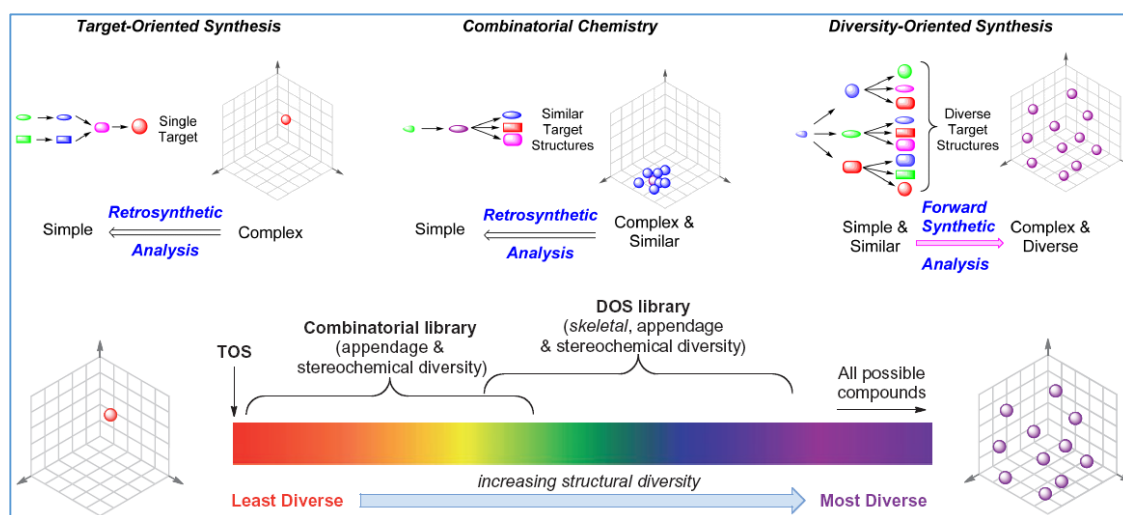 Target-Oriented Synthesis
Combinatorial Chemistry
Diversity-Oriented Synthesis
Single
Target
Similar
Target
Structures
Diverse
Target
Structures
Retrosynthetic
Simple
Complex
Analysis
Retrosynthetic
Simple
Complex &
Similar
Analysis
Forward
Simple &
Similar
Synthetic
Complex &
Diverse
Analysis
TOS
Combinatorial library
(appendage &
stereochemical diversity)
DOS library
(skeletal, appendage
& stereochemical diversity)
All possible
compounds
increasing structural diversity
Least Diverse
Most Diverse